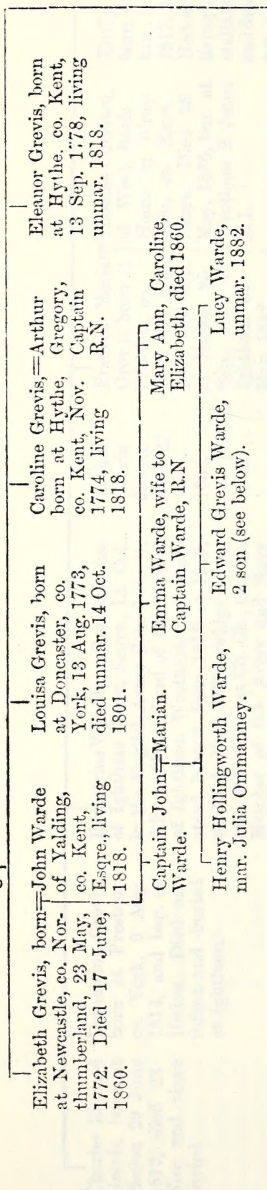 Elizabeth Grevis, born═John Warde
at Newcastle, co. Nor- of Yalding,
thumberland, 23 May, co. Kent,
1772. Died 17 June, Esqre., living
1860. 1818.
Louisa Grevis, born
at Doncaster, co.
York, 13 Aug. 1773,
died unmar. 14 Oct.
1801.
Caroline Grevis,═Arthur
born at Hythe, Gregory,
co. Kent, Nov. Captain
1774, living R.N.
1818.
Eleanor Grevis, born
at Hythe, co. Kent,
13 Sep. 1778, living
unmar. 1818.
Captain John═Marian.
Warde.
Emma Warde, wife to
Captain Warde, R.N
Mary Ann, Caroline,
Elizabeth, died 1860.
Henry Hollingworth Warde,
mar. Julia Ommanney.
Edward Grevis Warde,
2 son (see below).
Lucy Warde,
unmar. 1882.